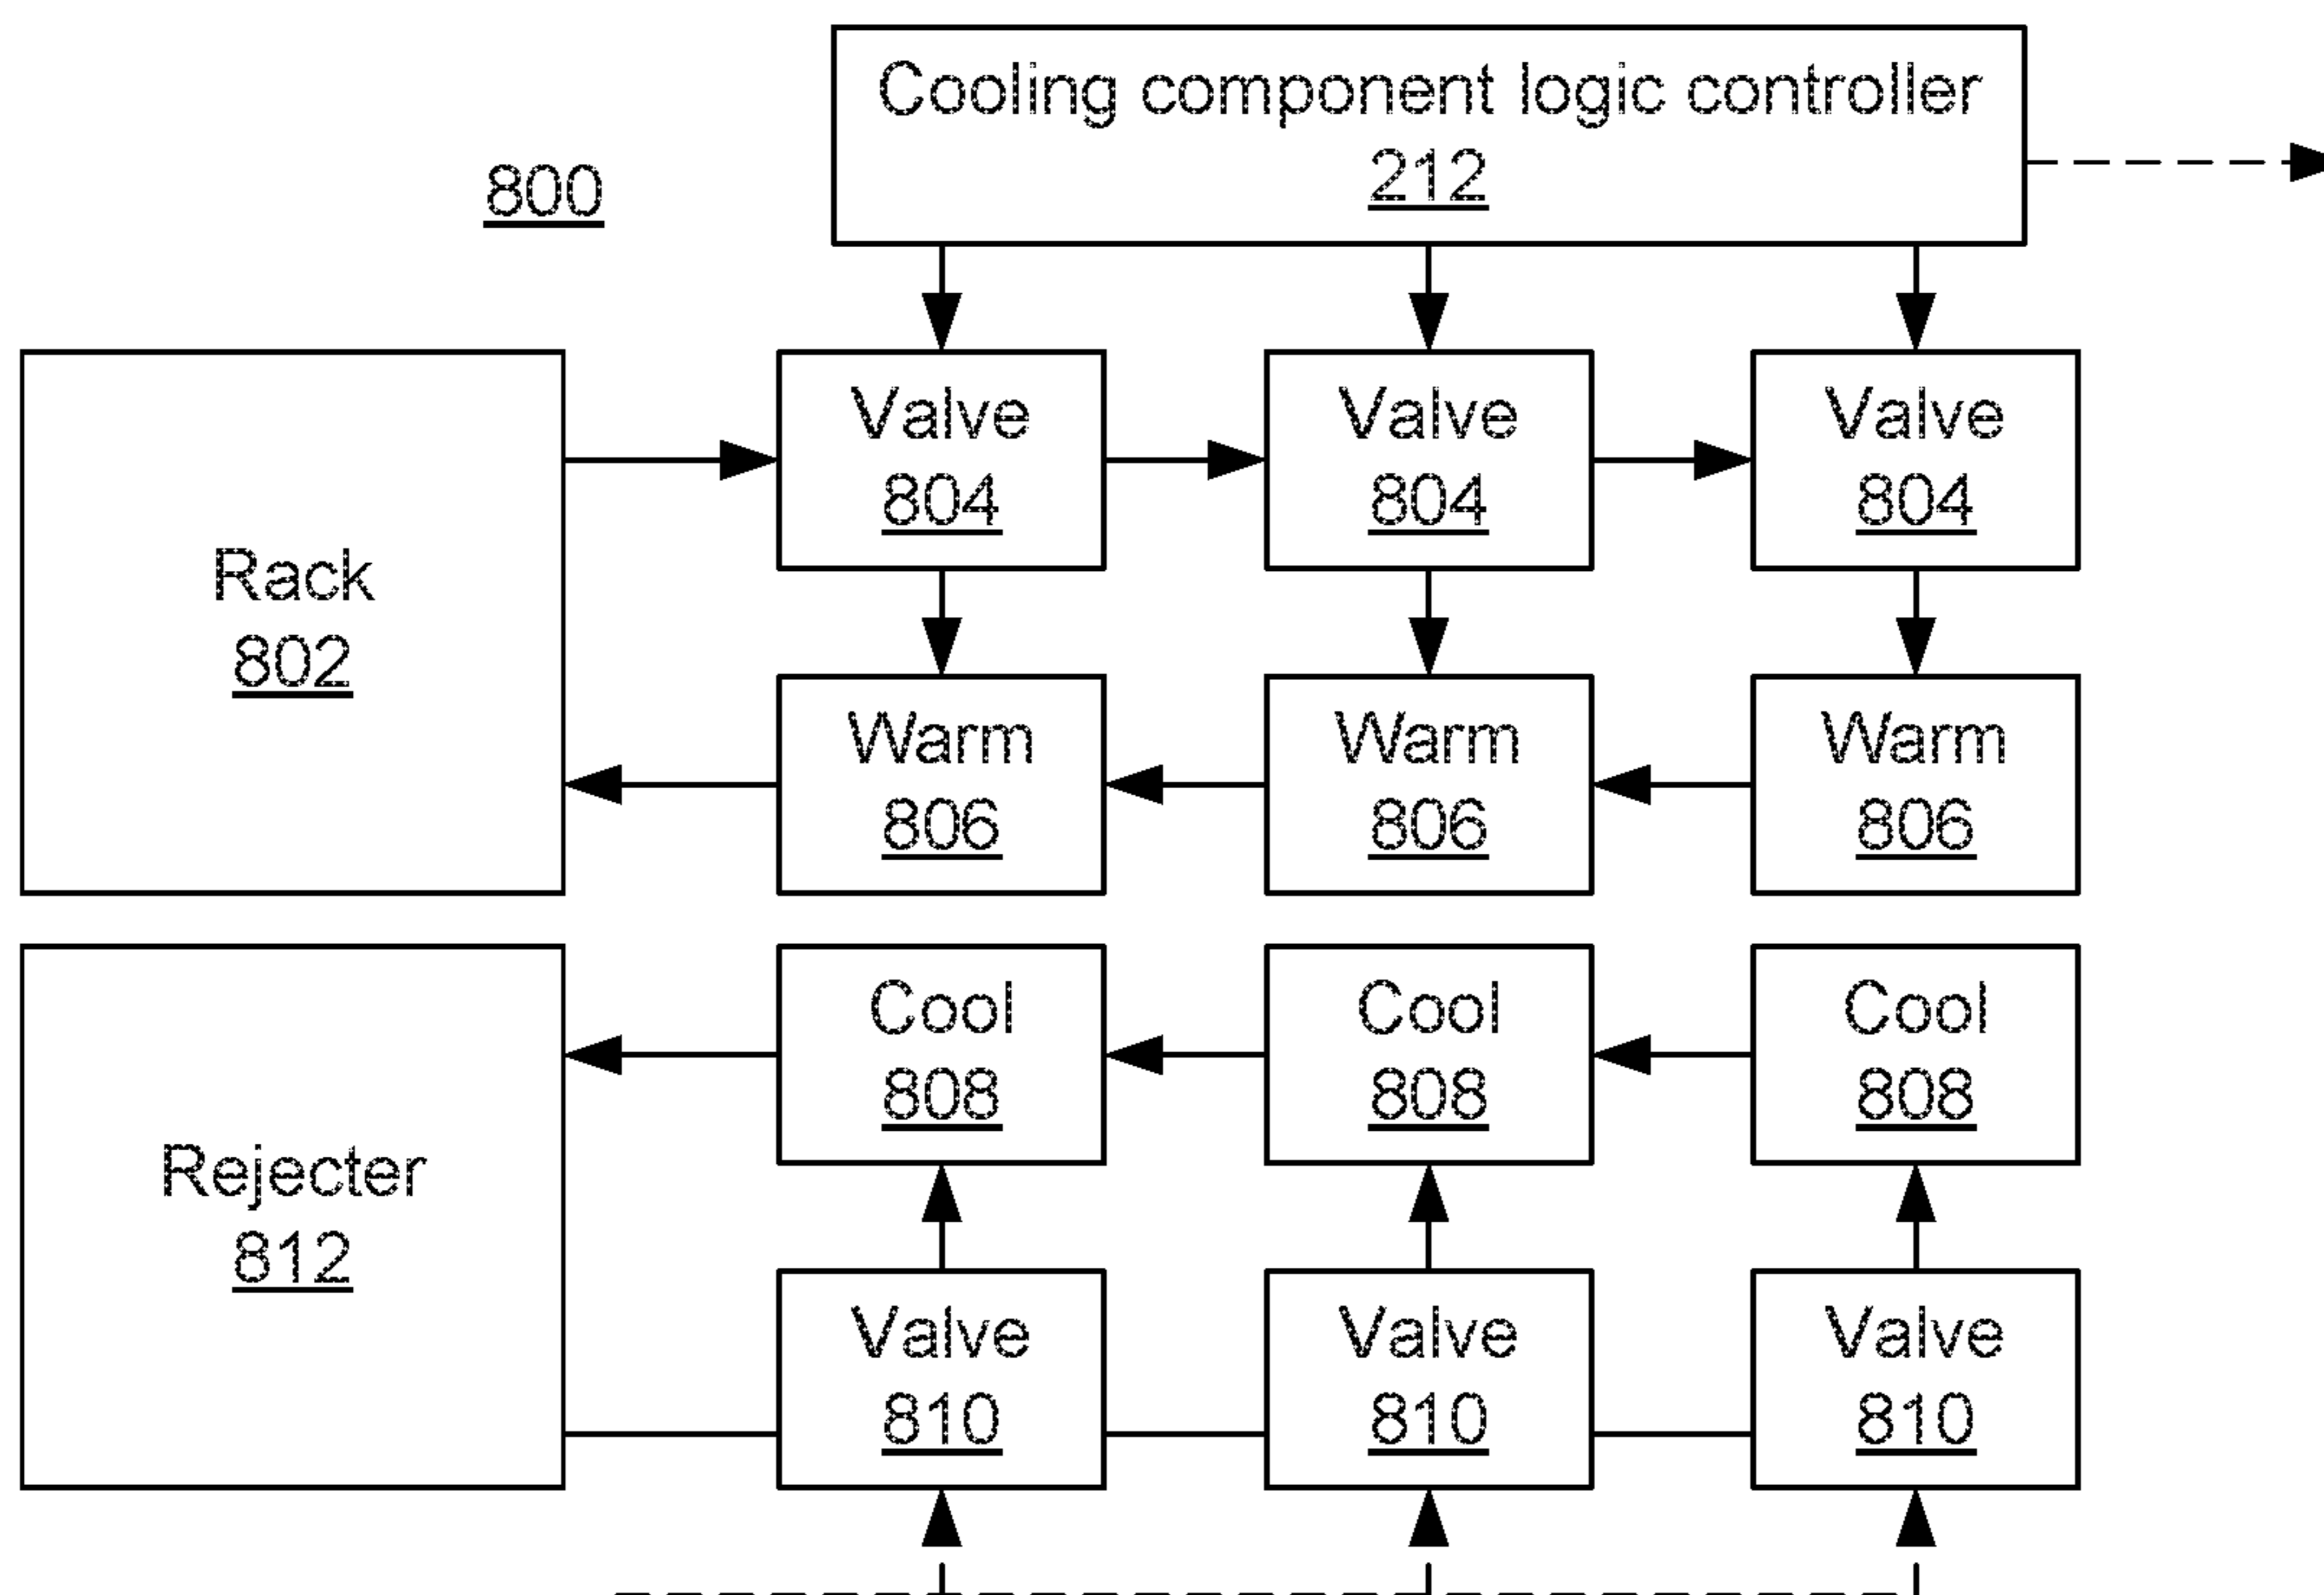 Cooling component logic controller
212
800
Valve
804
Valve
804
Valve
804
Rack
802
Warm
806
Warm
806
Warm
806
Cool
808
Cool
808
Cool
808
Rejecter
812
Valve
810
Valve
810
Valve
810